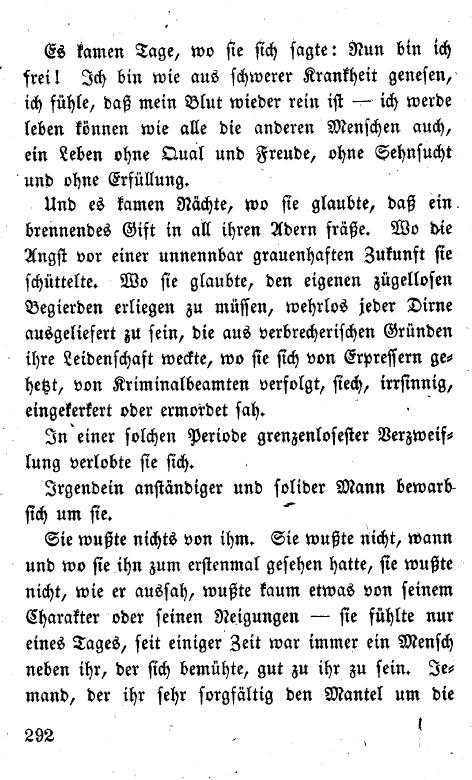 Es kamen Tage, wo sie sich sagte: Nun bin ich
frei! Ich bin wie aus schwerer Krankheit genesen,
ich fühle, daß mein Blut wieder rein ist — ich werde
leben können wie alle die anderen Menschen auch,
ein Leben ohne Qual und Freude, ohne Sehnsucht
und ohne Erfüllung.
Und es kamen Nächte, wo sie glaubte, daß ein
brennendes Gift in all ihren Adern fräße. Wo die
Angst vor einer unnennbar grauenhaften Zukunft sie
schüttelte. Wo sie glaubte, den eigenen zügellosen
Begierden erliegen zu müssen, wehrlos jeder Dirne
ausgeliefert zu sein, die aus verbrecherischen Gründen
ihre Leidenschaft weckte, wo sie sich von Erpressern ge-
hetzt, von Kriminalbeamten verfolgt, siech, irrsinnig,
eingekerkert oder ermordet sah.
In einer solchen Periode grenzenlosester Verzweif-
lung verlobte sie sich.
Irgendein anständiger und solider Mann bewarb
sich um sie.
Sie wußte nichts von ihm. Sie wußte nicht, wann
und wo sie ihn zum erstenmal gesehen hatte, sie wußte
nicht, wie er aussah, wußte kaum etwas von seinem
Charakter oder seinen Neigungen — sie fühlte nur
eines Tages, seit einiger Zeit war immer ein Mensch
neben ihr, der sich bemühte, gut zu ihr zu sein. Je-
mand, der ihr sehr sorgfältig den Mantel um die
292